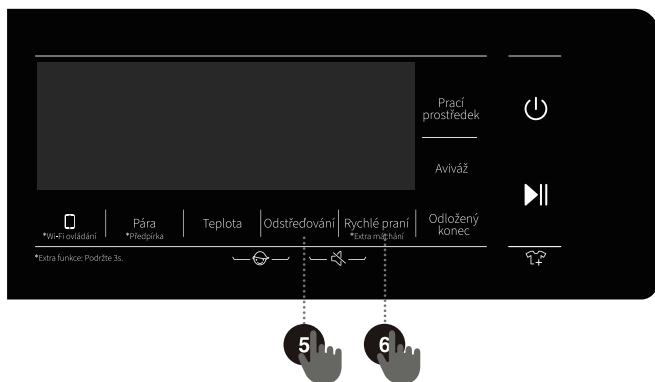 Prací
prostředek
Aviváž
*Wi-Fi ovládání
Pára
*Předpírka
Teplota
Odstřeďování
Rychlé praní
*Extra máchání
Odložený
konec
*Extra funkce: Podržte 3s.
5
6